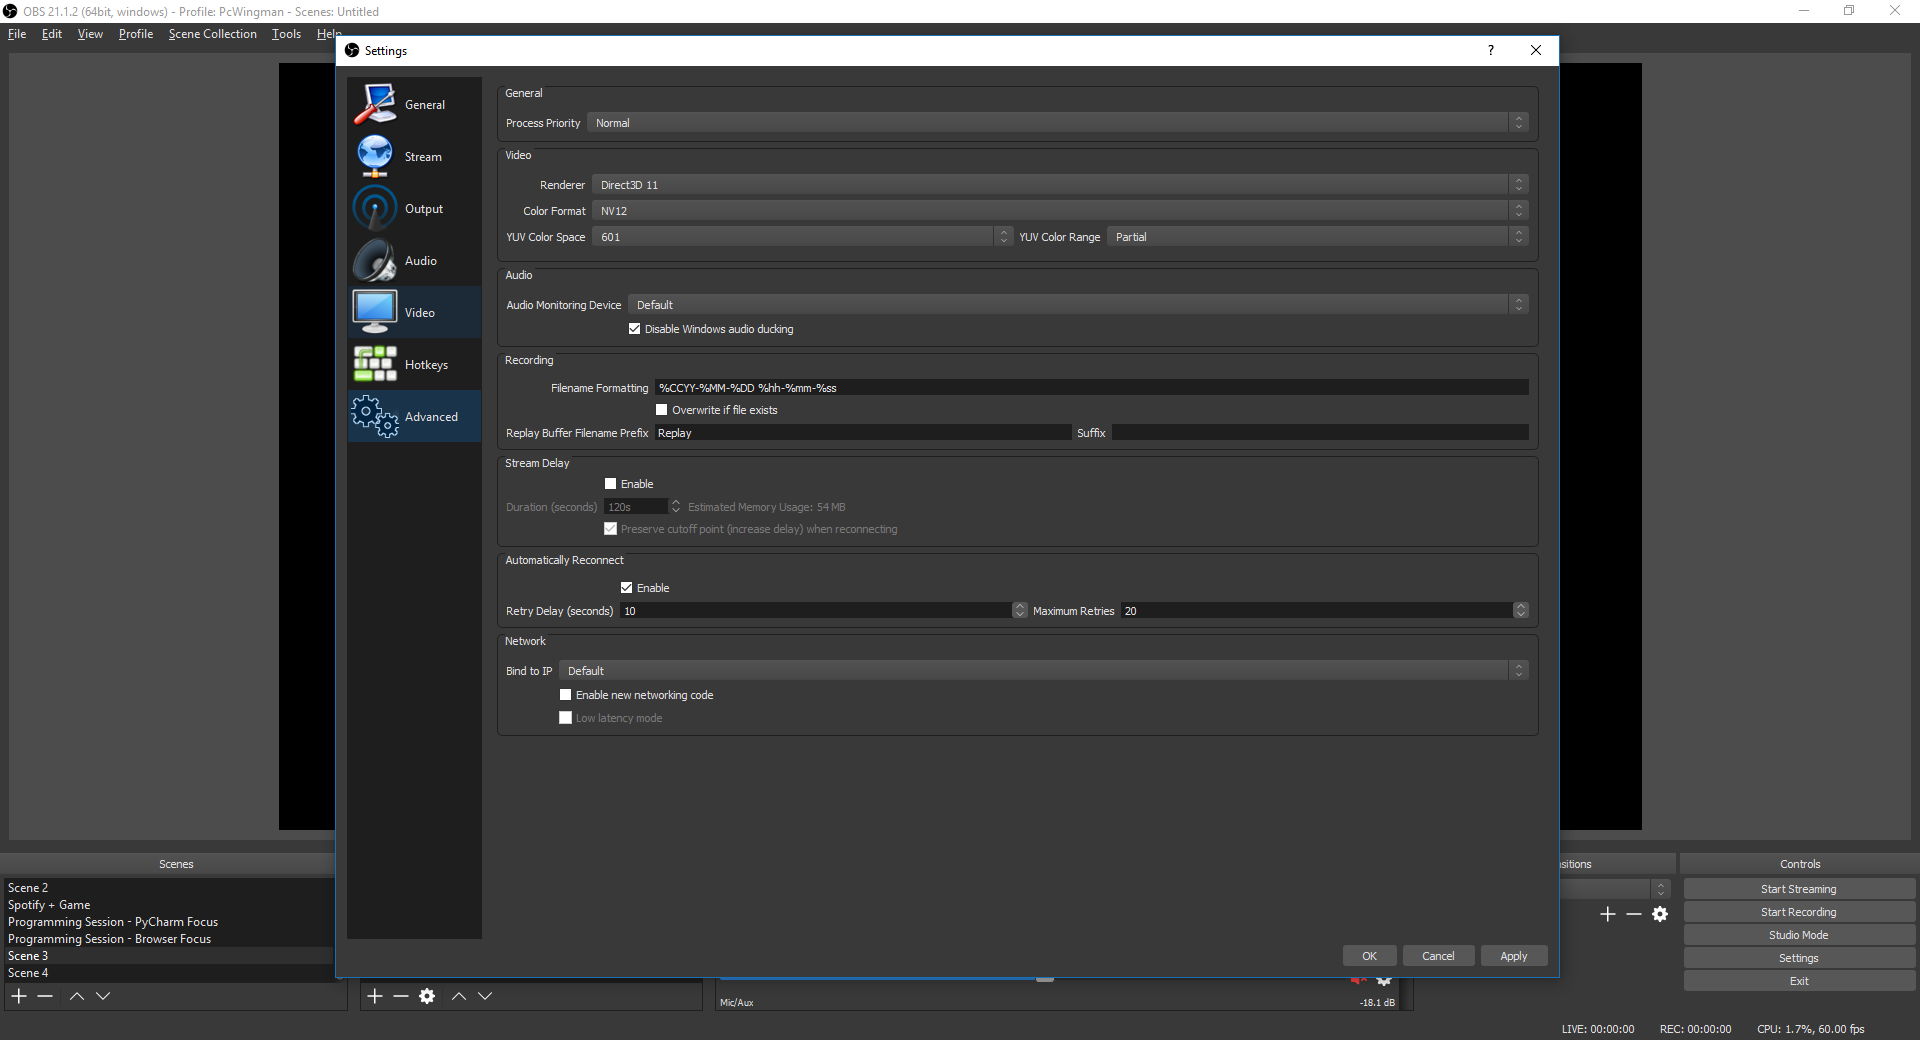 OBS 21.1.2 (64bit, windows) - Profile: PcWingman - Scenes: Untitled
File Edit View Profile Scene Collection Tools Help
Settings
?
General
Stream
Output
Audio
Video
Hotkeys
Advanced
General
Process Priority Normal
Video
Renderer Direct3D 11
Color Format NV12
YUV Color Space 601 YUV Color Range Partial
Audio
Audio Monitoring Device Default
Disable Windows audio ducking
Recording
Filename Formatting %CCYY-%MM-%DD %hh-%mm-%ss
Overwrite if file exists
Replay Buffer Filename Prefix Replay Suffix
Stream Delay
Enable
Duration (seconds) 120s Estimated Memory Usage: 54 MB
Preserve cutoff point (increase delay) when reconnecting
Automatically Reconnect
Enable
Retry Delay (seconds) 10 Maximum Retries 20
Network
Bind to IP Default
Enable new networking code
Low latency mode
OK Cancel Apply
Scenes
Scene 2
Spotify + Game
Programming Session - PyCharm Focus
Programming Session - Browser Focus
Scene 3
Scene 4
Mic/Aux -18.1 dB
sitions
Controls
Start Streaming
Start Recording
Studio Mode
Settings
Exit
LIVE: 00:00:00 REC: 00:00:00 CPU: 1.7%, 60.00 fps